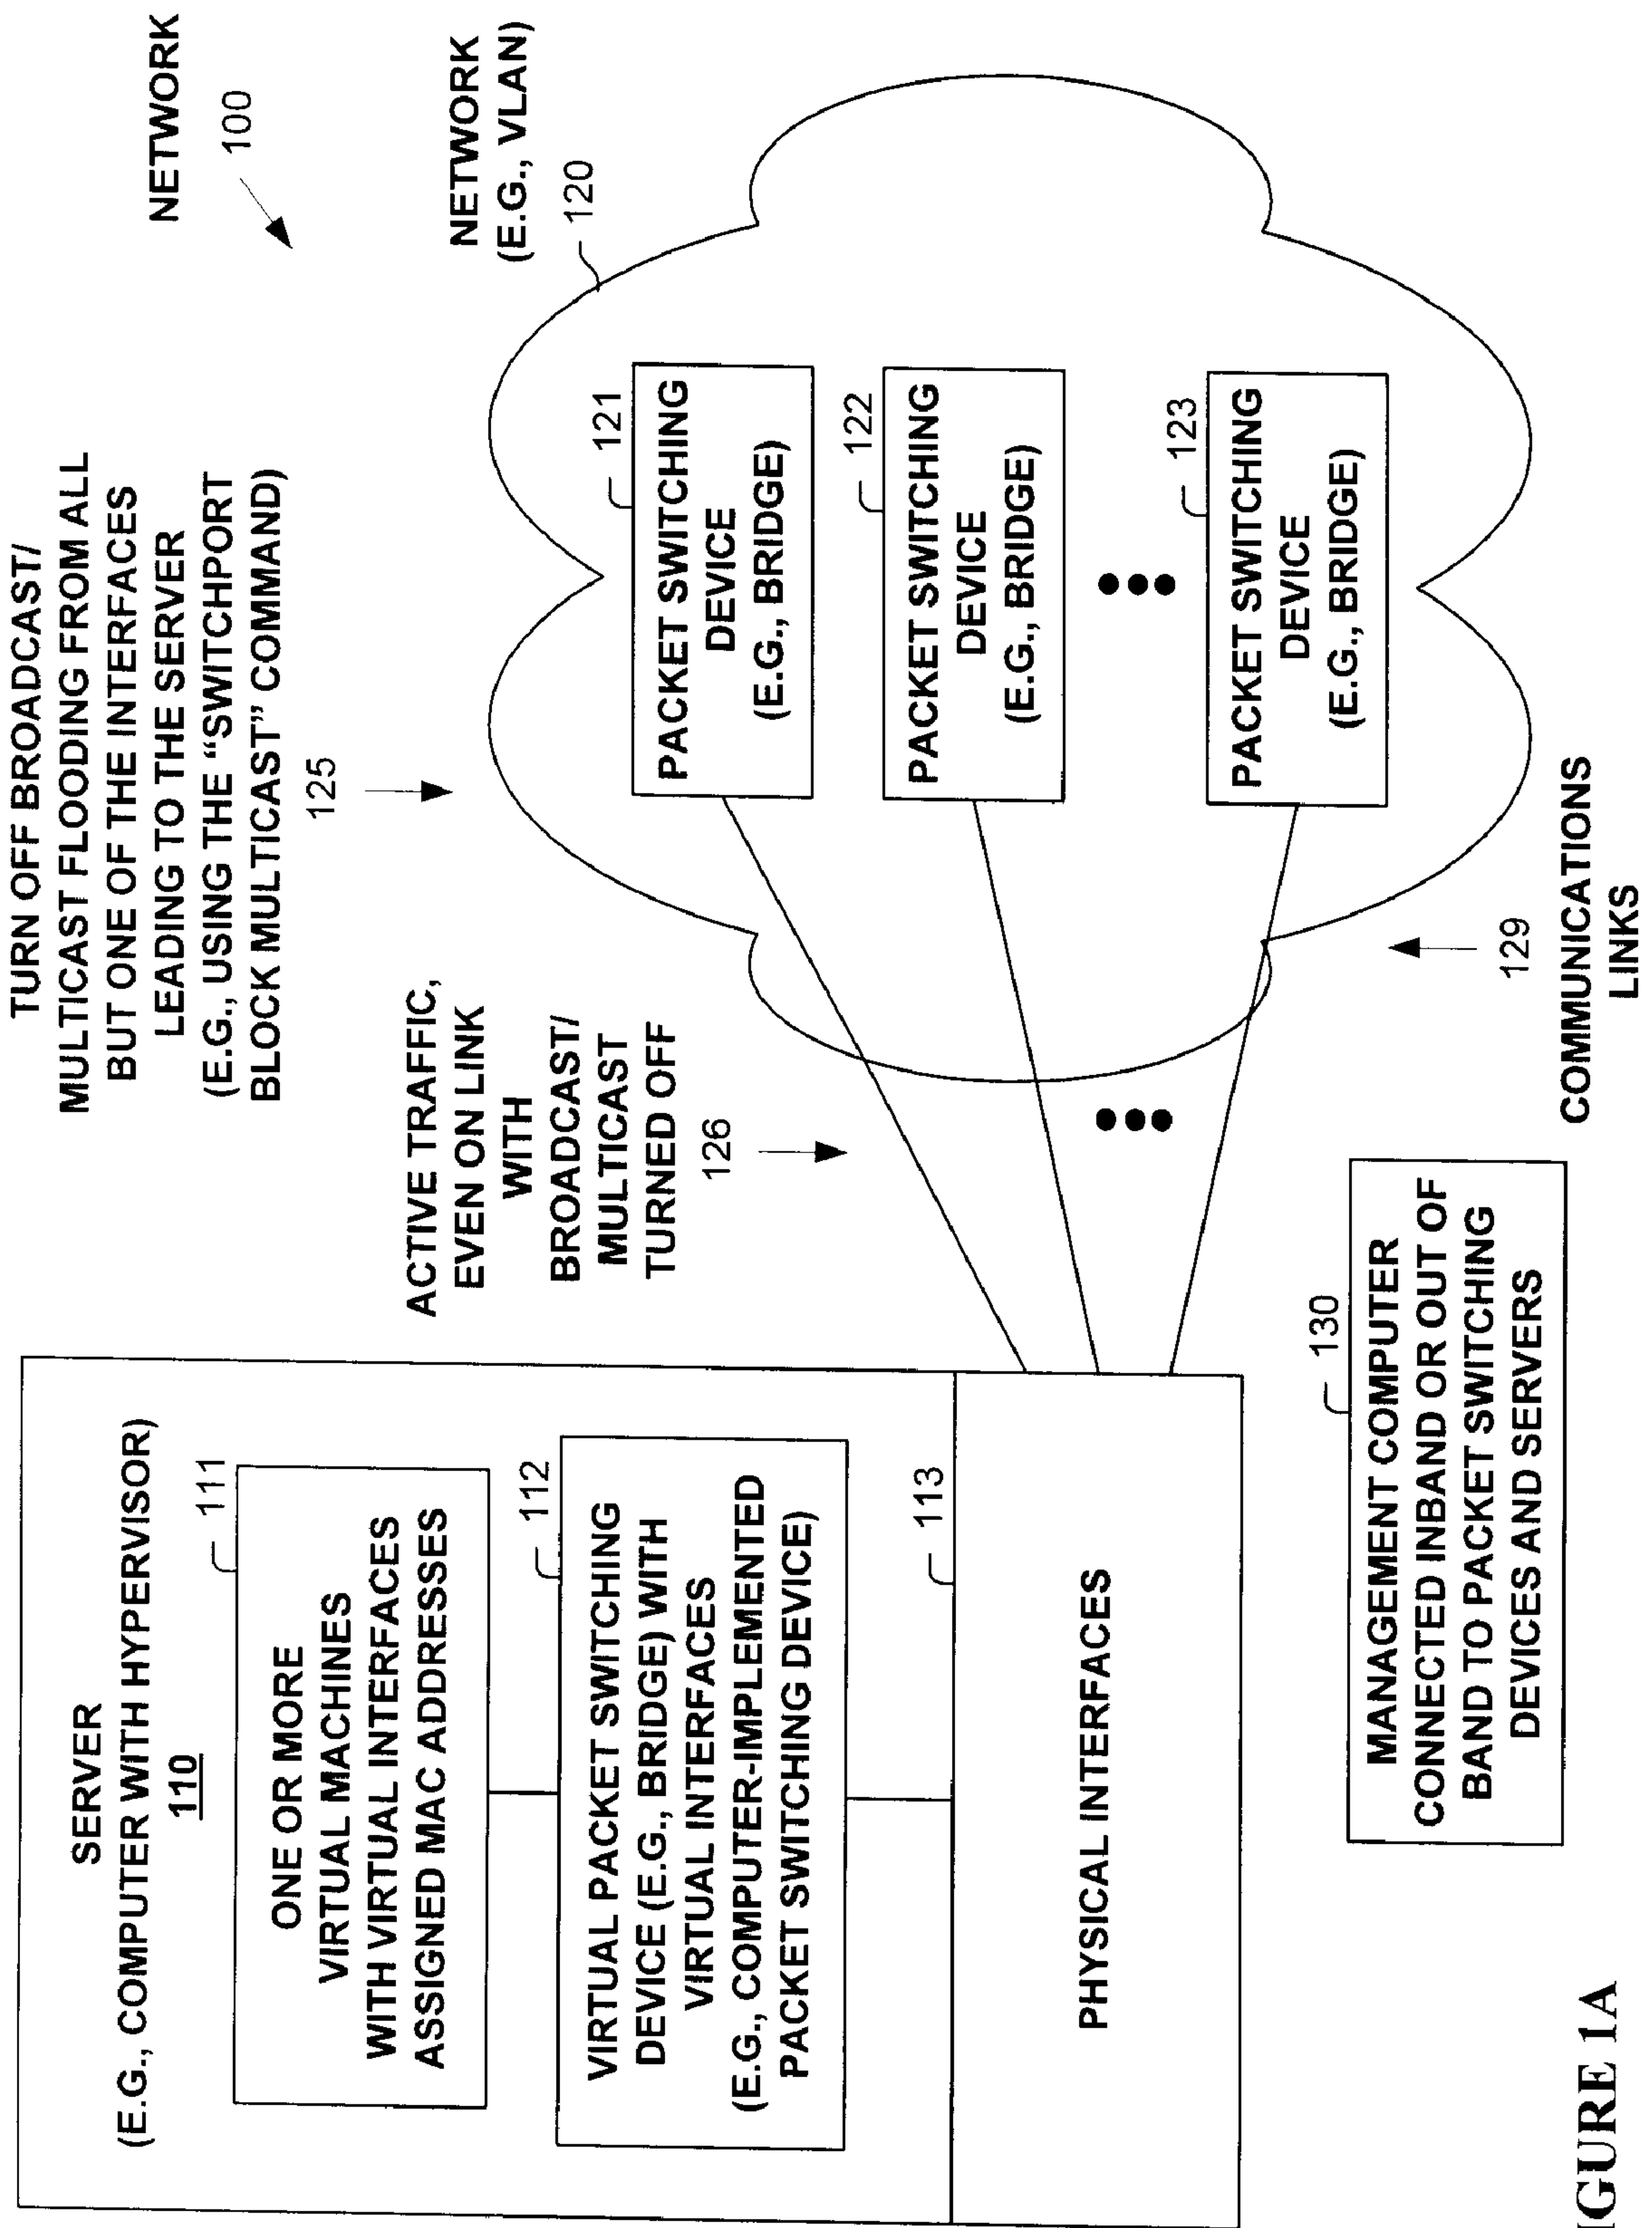 NETWORK
100
TURN OFF BROADCAST/
MULTICAST FLOODING FROM ALL
BUT ONE OF THE INTERFACES
LEADING TO THE SERVER
(E.G., USING THE “SWITCHPORT
BLOCK MULTICAST” COMMAND)
125
NETWORK
(E.G., VLAN)
120
ACTIVE TRAFFIC,
EVEN ON LINK
WITH
BROADCAST/
MULTICAST
TURNED OFF
126
SERVER
(E.G., COMPUTER WITH HYPERVISOR)
110
111
ONE OR MORE
VIRTUAL MACHINES
WITH VIRTUAL INTERFACES
ASSIGNED MAC ADDRESSES
112
VIRTUAL PACKET SWITCHING
DEVICE (E.G., BRIDGE) WITH
VIRTUAL INTERFACES
(E.G., COMPUTER-IMPLEMENTED
PACKET SWITCHING DEVICE)
113
PHYSICAL INTERFACES
121
PACKET SWITCHING
DEVICE
(E.G., BRIDGE)
122
PACKET SWITCHING
DEVICE
(E.G., BRIDGE)
123
PACKET SWITCHING
DEVICE
(E.G., BRIDGE)
129
COMMUNICATIONS
LINKS
130
MANAGEMENT COMPUTER
CONNECTED INBAND OR OUT OF
BAND TO PACKET SWITCHING
DEVICES AND SERVERS
IGURE 1A